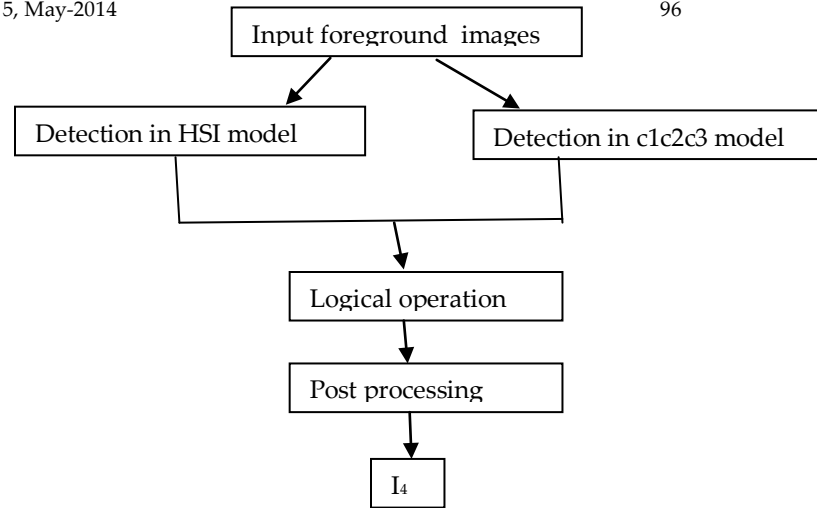 5, May-2014 96
Input foreground images
Detection in HSI model
Detection in c1c2c3 model
Logical operation
Post processing
I4